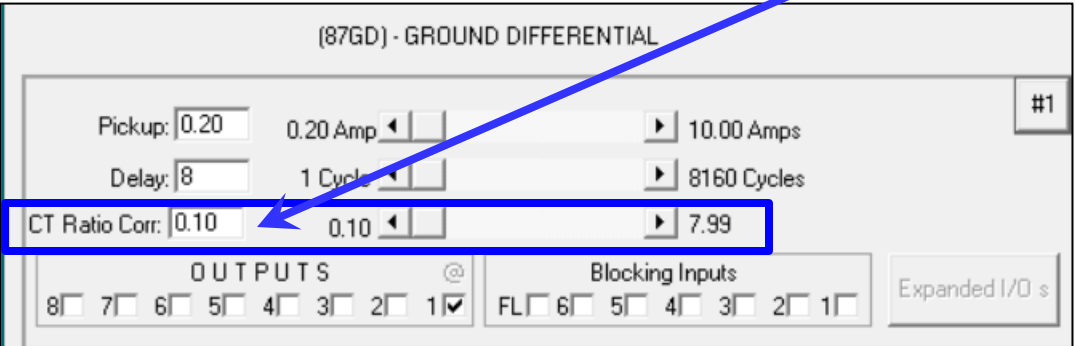 (87GD) - GROUND DIFFERENTIAL
#1
Pickup: 0.20 0.20 Amp 10.00 Amps
Delay: 8 1 Cycle 8160 Cycles
CT Ratio Corr: 0.10 0.10 7.99
OUTPUTS @ Blocking Inputs
8 7 6 5 4 3 2 1 FL 6 5 4 3 2 1 Expanded I/O s